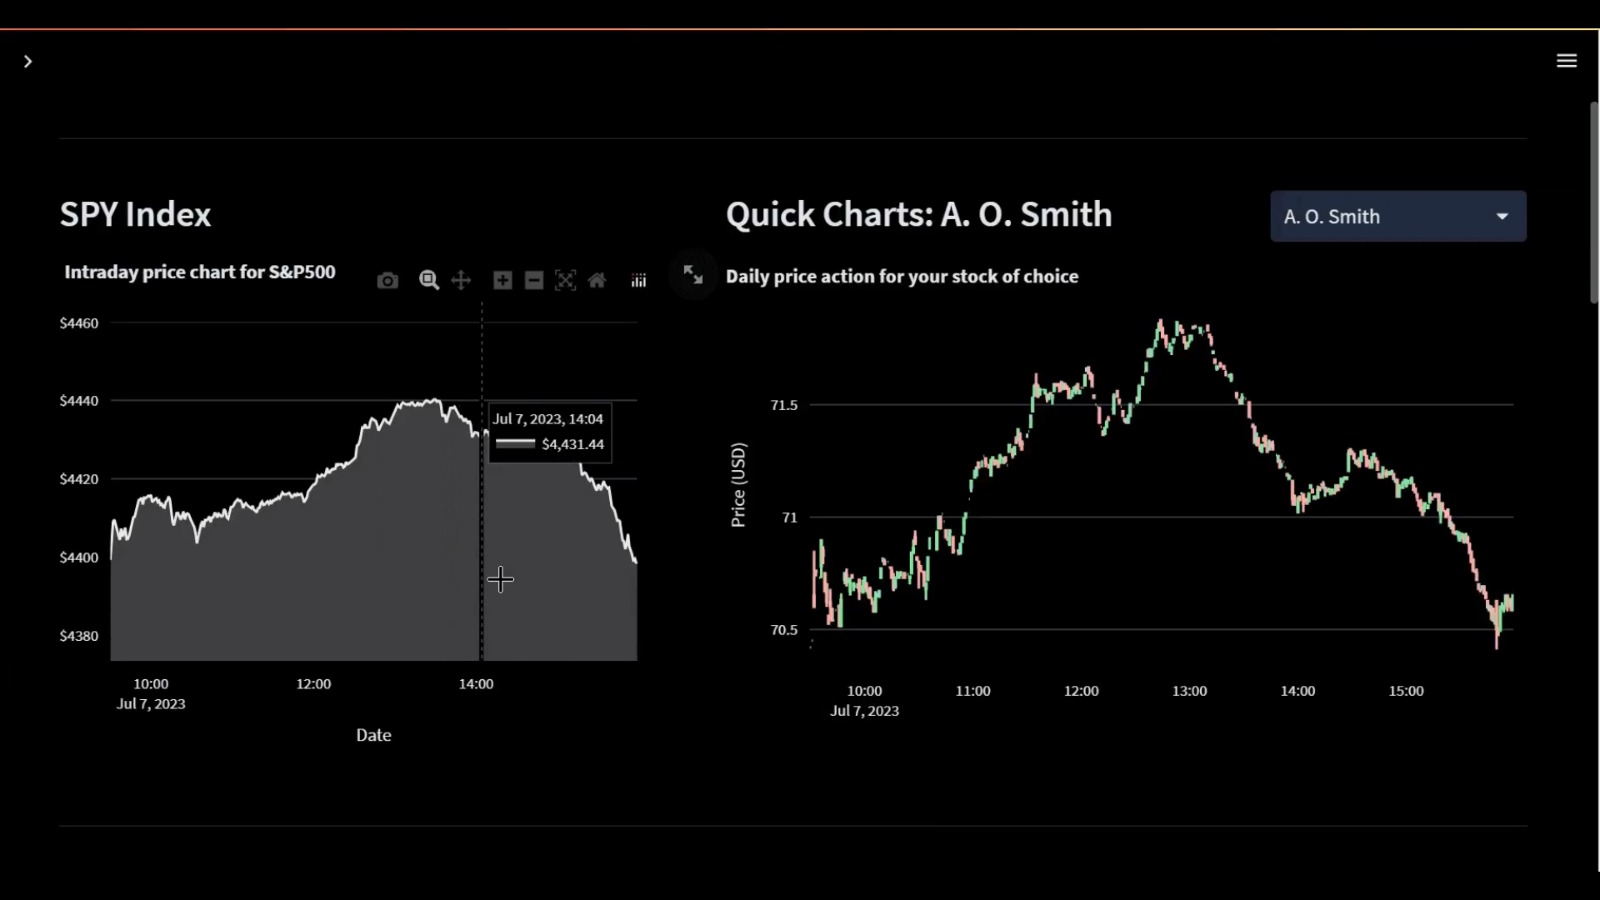 SPY Index
Intraday price chart for S&P500
$4460
$4440
$4420
$4400
$4380
Jul 7, 2023, 14:04
$4,431.44
10:00
12:00
14:00
Jul 7, 2023
Date
Quick Charts: A. O. Smith
A. O. Smith
Daily price action for your stock of choice
Price (USD)
71.5
71
70.5
10:00
11:00
12:00
13:00
14:00
15:00
Jul 7, 2023